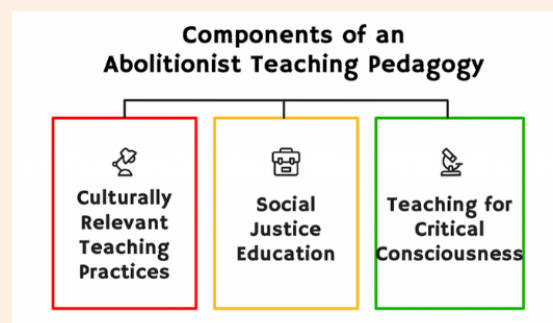 Components of an
Abolitionist Teaching Pedagogy
Culturally
Relevant
Teaching
Practices
Social
Justice
Education
Teaching for
Critical
Consciousness